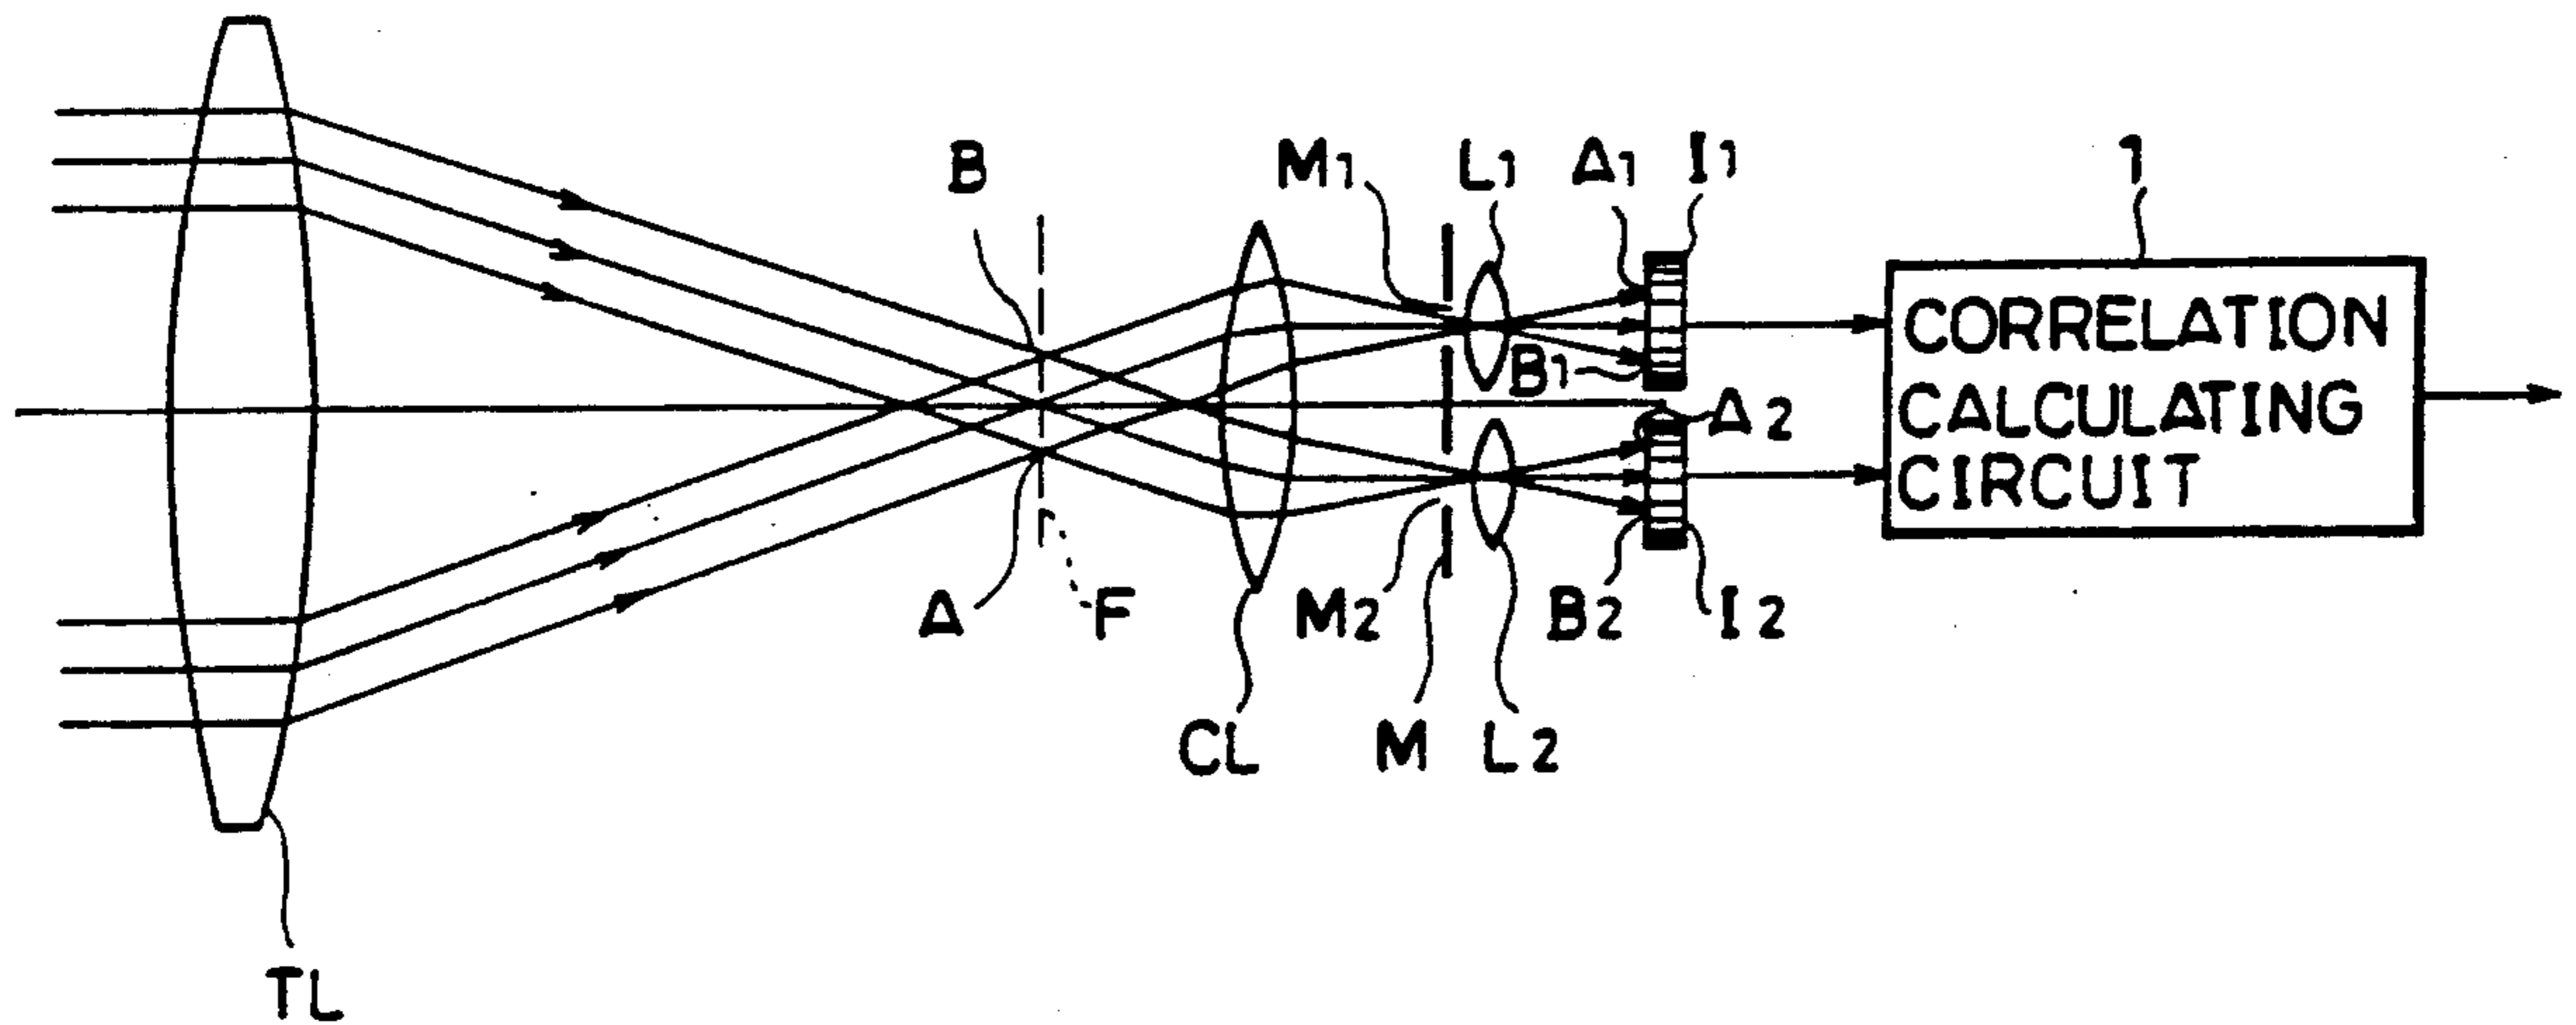 1
B
M1
L1
A1
I1
CORRELATION
CALCULATING
CIRCUIT
B1
A2
A
F
M2
B2
I2
CL
M
L2
TL